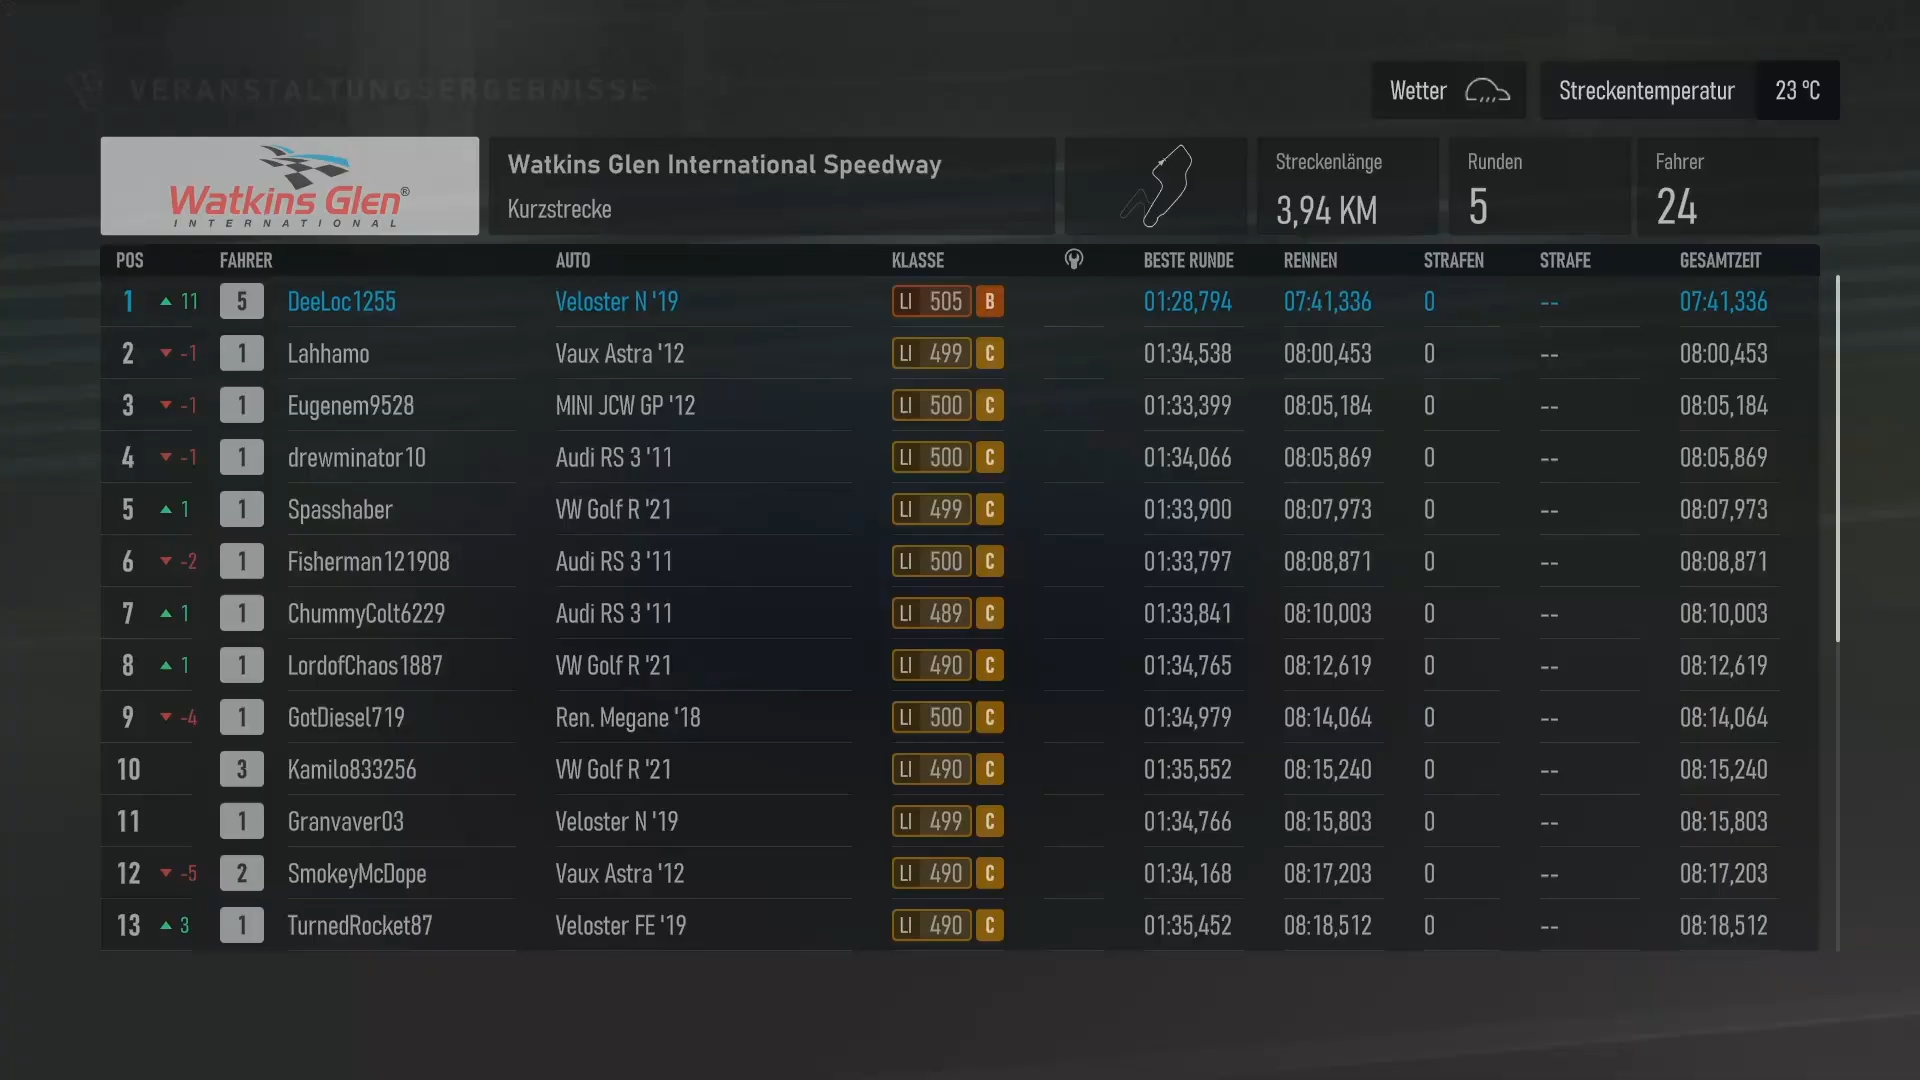 VERANSTALTUNGSERGEBNISSE
Wetter Streckentemperatur 23 °C
Watkins Glen®
INTERNATIONAL
Watkins Glen International Speedway
Kurzstrecke
Streckenlänge
3,94 KM
Runden
5
Fahrer
24
POS FAHRER AUTO KLASSE BESTE RUNDE RENNEN STRAFEN STRAFE GESAMTZEIT
1 ▲ 11 5 DeeLoc1255 Veloster N '19 LI 505 B 01:28,794 07:41,336 0 -- 07:41,336
2 ▼ -1 1 Lahhamo Vaux Astra '12 LI 499 C 01:34,538 08:00,453 0 -- 08:00,453
3 ▼ -1 1 Eugenem9528 MINI JCW GP '12 LI 500 C 01:33,399 08:05,184 0 -- 08:05,184
4 ▼ -1 1 drewminator10 Audi RS 3 '11 LI 500 C 01:34,066 08:05,869 0 -- 08:05,869
5 ▲ 1 1 Spasshaber VW Golf R '21 LI 499 C 01:33,900 08:07,973 0 -- 08:07,973
6 ▼ -2 1 Fisherman121908 Audi RS 3 '11 LI 500 C 01:33,797 08:08,871 0 -- 08:08,871
7 ▲ 1 1 ChummyColt6229 Audi RS 3 '11 LI 489 C 01:33,841 08:10,003 0 -- 08:10,003
8 ▲ 1 1 LordofChaos1887 VW Golf R '21 LI 490 C 01:34,765 08:12,619 0 -- 08:12,619
9 ▼ -4 1 GotDiesel719 Ren. Megane '18 LI 500 C 01:34,979 08:14,064 0 -- 08:14,064
10 3 Kamilo833256 VW Golf R '21 LI 490 C 01:35,552 08:15,240 0 -- 08:15,240
11 1 Granvaver03 Veloster N '19 LI 499 C 01:34,766 08:15,803 0 -- 08:15,803
12 ▼ -5 2 SmokeyMcDope Vaux Astra '12 LI 490 C 01:34,168 08:17,203 0 -- 08:17,203
13 ▲ 3 1 TurnedRocket87 Veloster FE '19 LI 490 C 01:35,452 08:18,512 0 -- 08:18,512